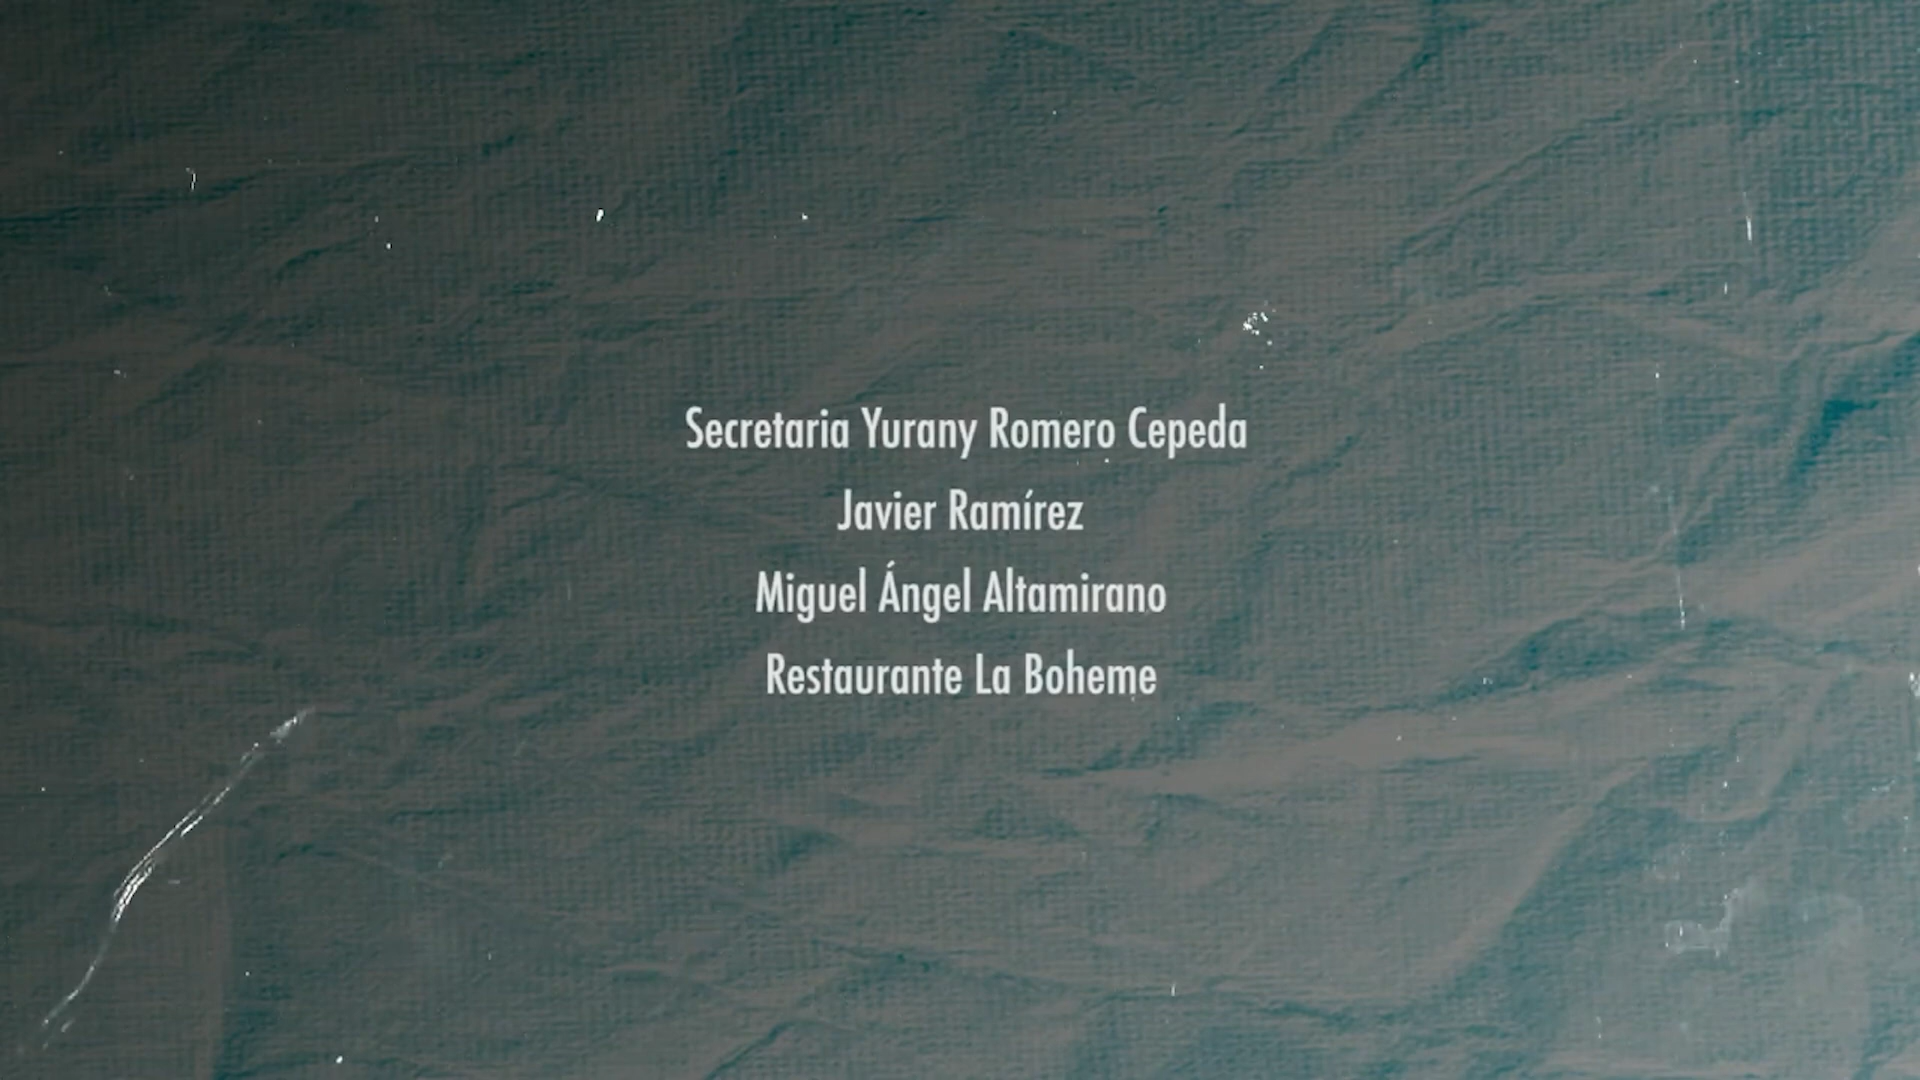 Secretaria Yurany Romero Cepeda
Javier Ramírez
Miguel Ángel Altamirano
Restaurante La Boheme